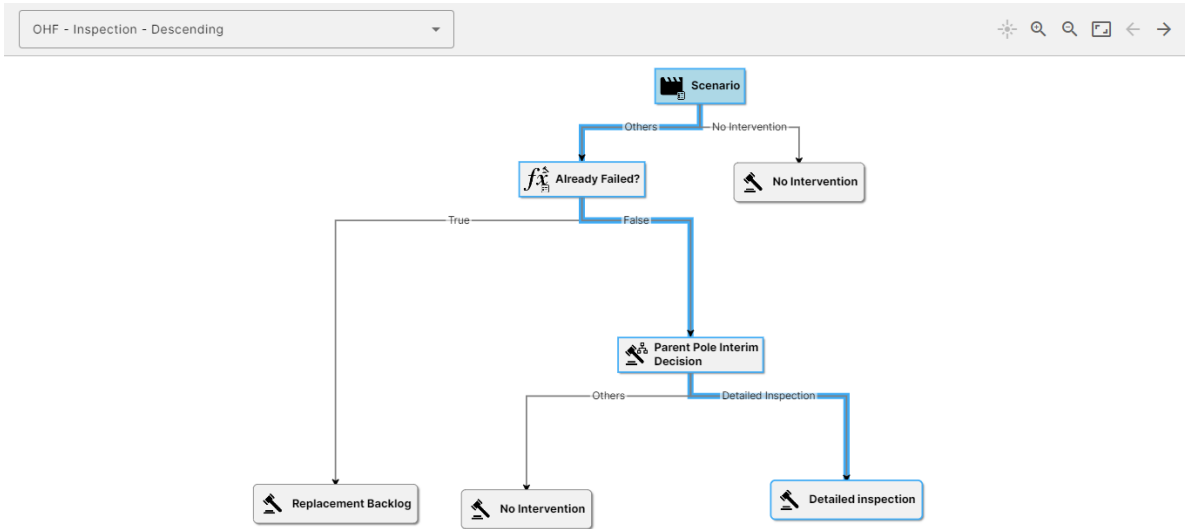 OHF - Inspection - Descending
Scenario
Others
No Intervention
Already Failed?
No Intervention
True
False
Parent Pole Interim
Decision
Others
Detailed Inspection
Replacement Backlog
No Intervention
Detailed inspection